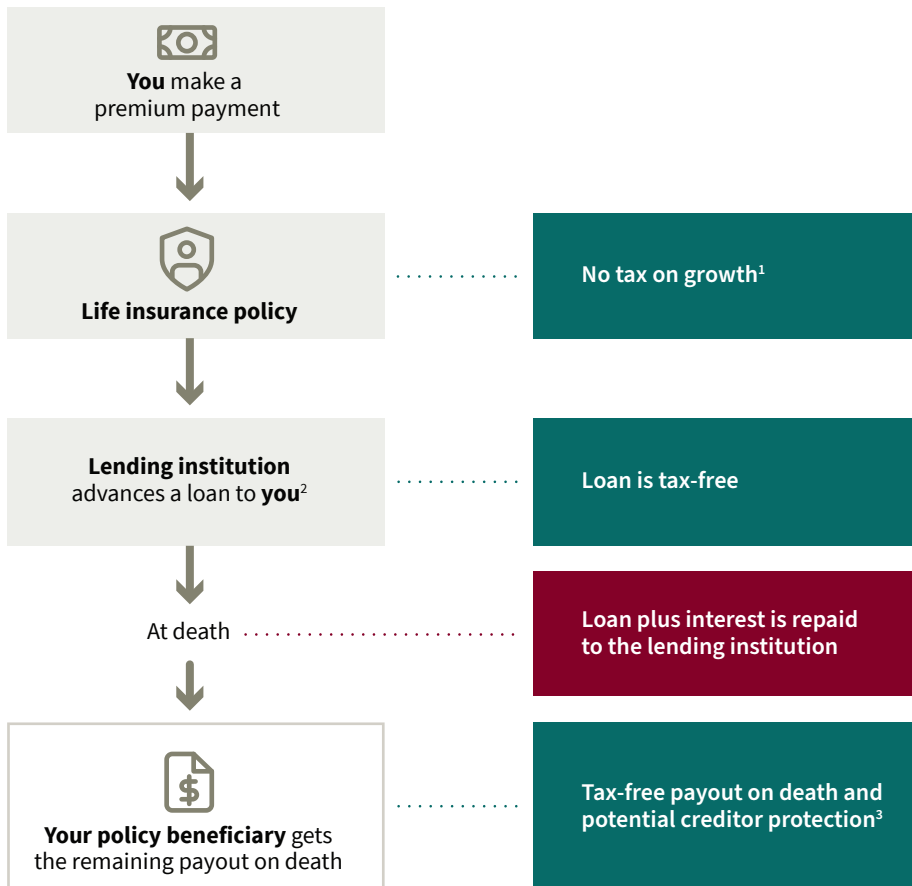 You make a
premium payment
Life insurance policy
No tax on growth¹
Lending institution
advances a loan to you²
Loan is tax-free
At death
Loan plus interest is repaid
to the lending institution
Your policy beneficiary gets
the remaining payout on death
Tax-free payout on death and
potential creditor protection³